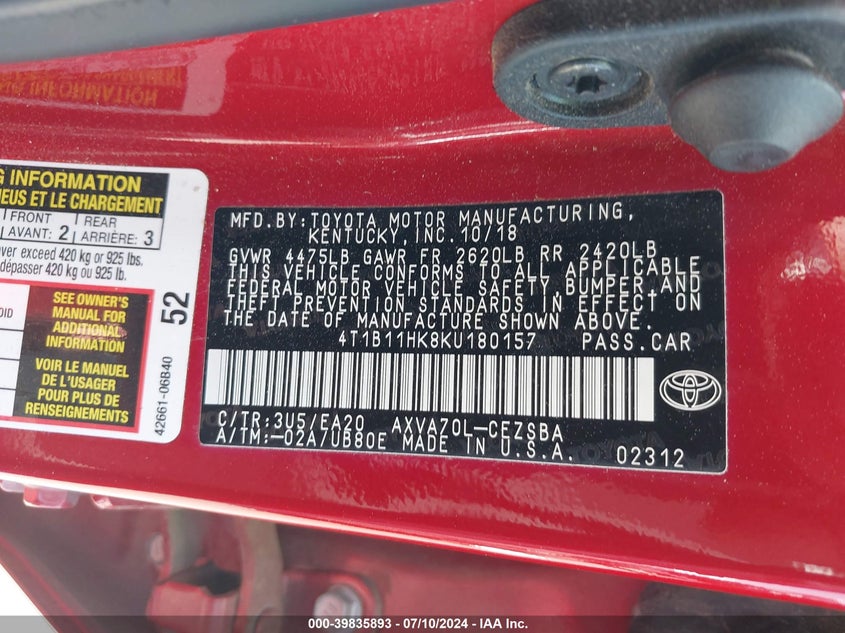 G INFORMATION
NEUS ET LE CHARGEMENT
FRONT
AVANT: 2
REAR
ARRIÈRE: 3
ver exceed 420 kg or 925 lbs.
dépasser 420 kg ou 925 lb.
OID
SEE OWNER'S
MANUAL FOR
ADDITIONAL
INFORMATION
VOIR LE MANUEL
DE L'USAGER
POUR PLUS DE
RENSEIGNEMENTS
52
42661-06B40
MFD.BY:TOYOTA MOTOR MANUFACTURING,
KENTUCKY,INC.10/18
GVWR 4475LB GAWR FR 2620LB RR 2420LB
THIS VEHICLE CONFORMS TO ALL APPLICABLE
FEDERAL MOTOR VEHICLE SAFETY,BUMPER,AND
THEFT PREVENTION STANDARDS IN EFFECT ON
THE DATE OF MANUFACTURE SHOWN ABOVE.
4T1B11HK8KU180157 PASS.CAR
C/TR:3U5/EA20 AXVA70L-CEZSBA
A/TM:-02A/UB80E MADE IN U.S.A. 02312
TOYOTA
000-39835893 - 07/10/2024 - IAA Inc.